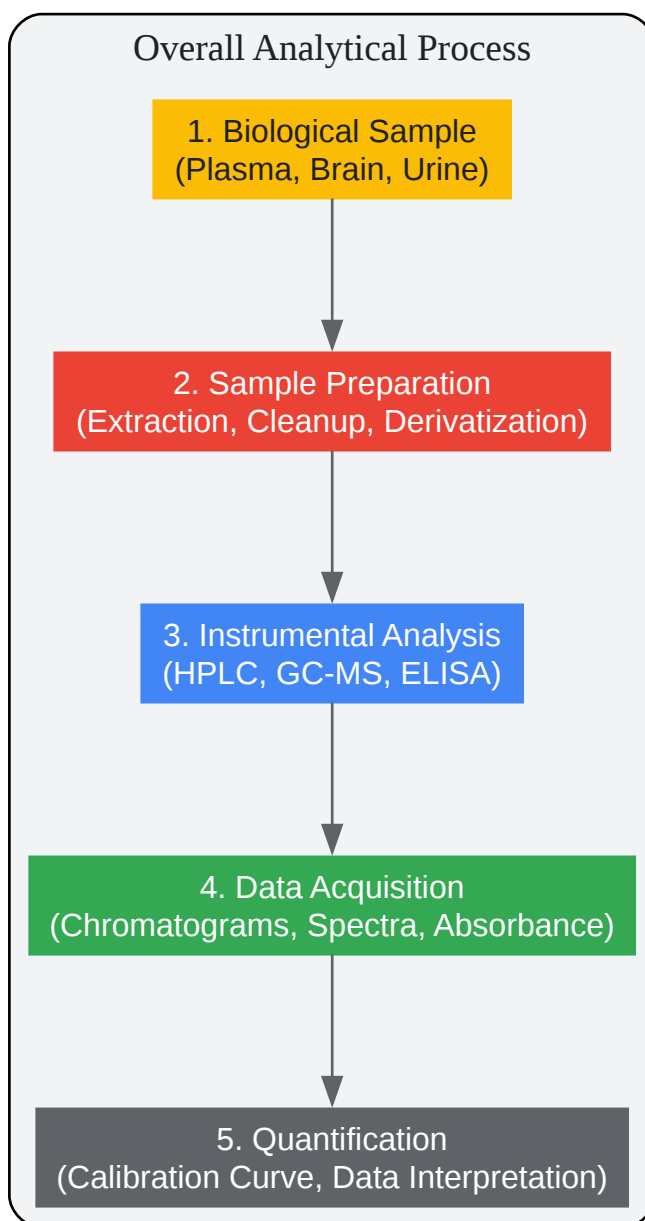 Overall Analytical Process
1. Biological Sample
(Plasma, Brain, Urine)
2. Sample Preparation
(Extraction, Cleanup, Derivatization)
3. Instrumental Analysis
(HPLC, GC-MS, ELISA)
4. Data Acquisition
(Chromatograms, Spectra, Absorbance)
5. Quantification
(Calibration Curve, Data Interpretation)